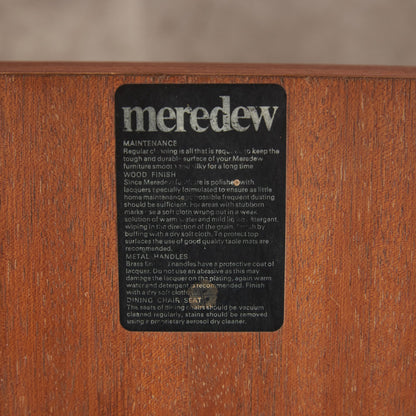 meredew
MAINTENANCE
Regular cleaning is all that is required to keep the
tough and durable surface of your Meredew
furniture smooth and silky for a long time
WOOD FINISH
Since Meredew furniture is polished with
lacquers specially formulated to ensure as little
home maintenance as possible frequent dusting
should be sufficient. For areas with stubborn
marks use a soft cloth wrung out in a weak
solution of warm water and mild liquid detergent,
wiping in the direction of the grain. Finish by
buffing with a dry soft cloth. To protect top
surfaces the use of good quality table mats are
recommended.
METAL HANDLES
Brass finished handles have a protective coat of
lacquer. Do not use an abrasive as this may
damage the lacquer on the plating, again warm
water and detergent is recommended. Finish
with a dry soft cloth.
DINING CHAIR SEATS
The seats of dining chairs should be vacuum
cleaned regularly, stains should be removed
using a proprietary aerosol dry cleaner.